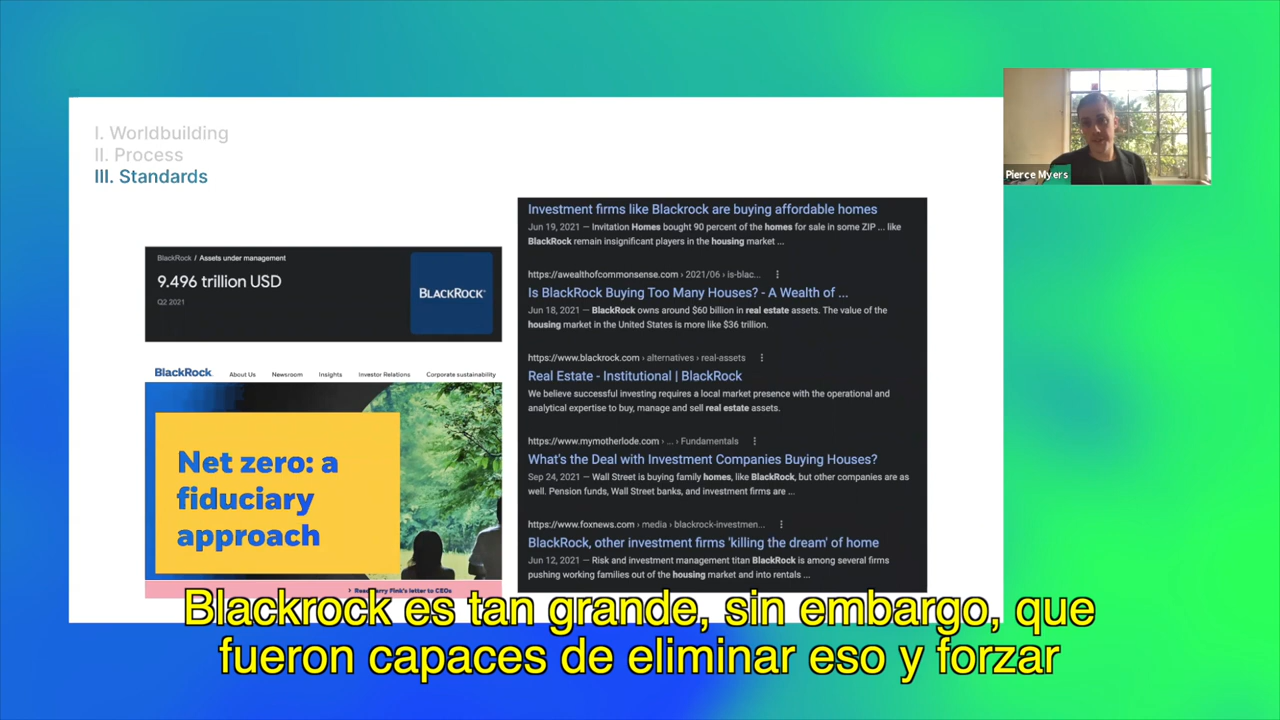 I. Worldbuilding
II. Process
III. Standards
Pierce Myers
BlackRock / Assets under management
9.496 trillion USD
Q2 2021
BLACKROCK
BlackRock.
About Us
Newsroom
Insights
Investor Relations
Corporate sustainability
Net zero: a
fiduciary
approach
Investment firms like Blackrock are buying affordable homes
Jun 19, 2021 — Invitation Homes bought 90 percent of the homes for sale in some ZIP ... like
BlackRock remain insignificant players in the housing market ...
https://awealthofcommonsense.com › 2021/06 › is-blac...
Is BlackRock Buying Too Many Houses? - A Wealth of ...
Jun 18, 2021 — BlackRock owns around $60 billion in real estate assets. The value of the
housing market in the United States is more like $36 trillion.
https://www.blackrock.com › alternatives › real-assets
Real Estate - Institutional | BlackRock
We believe successful investing requires a local market presence with the operational and
analytical expertise to buy, manage and sell real estate assets.
https://www.mymotherlode.com › ... › Fundamentals
What's the Deal with Investment Companies Buying Houses?
Sep 24, 2021 — Wall Street is buying family homes, like BlackRock, but other companies are as
well. Pension funds, Wall Street banks, and investment firms are ...
https://www.foxnews.com › media › blackrock-investmen...
BlackRock, other investment firms 'killing the dream' of home
Jun 12, 2021 — Risk and investment management titan BlackRock is among several firms
pushing working families out of the housing market and into rentals ...
Fink's letter to CEOs
Blackrock es tan grande, sin embargo, que
fueron capaces de eliminar eso y forzar